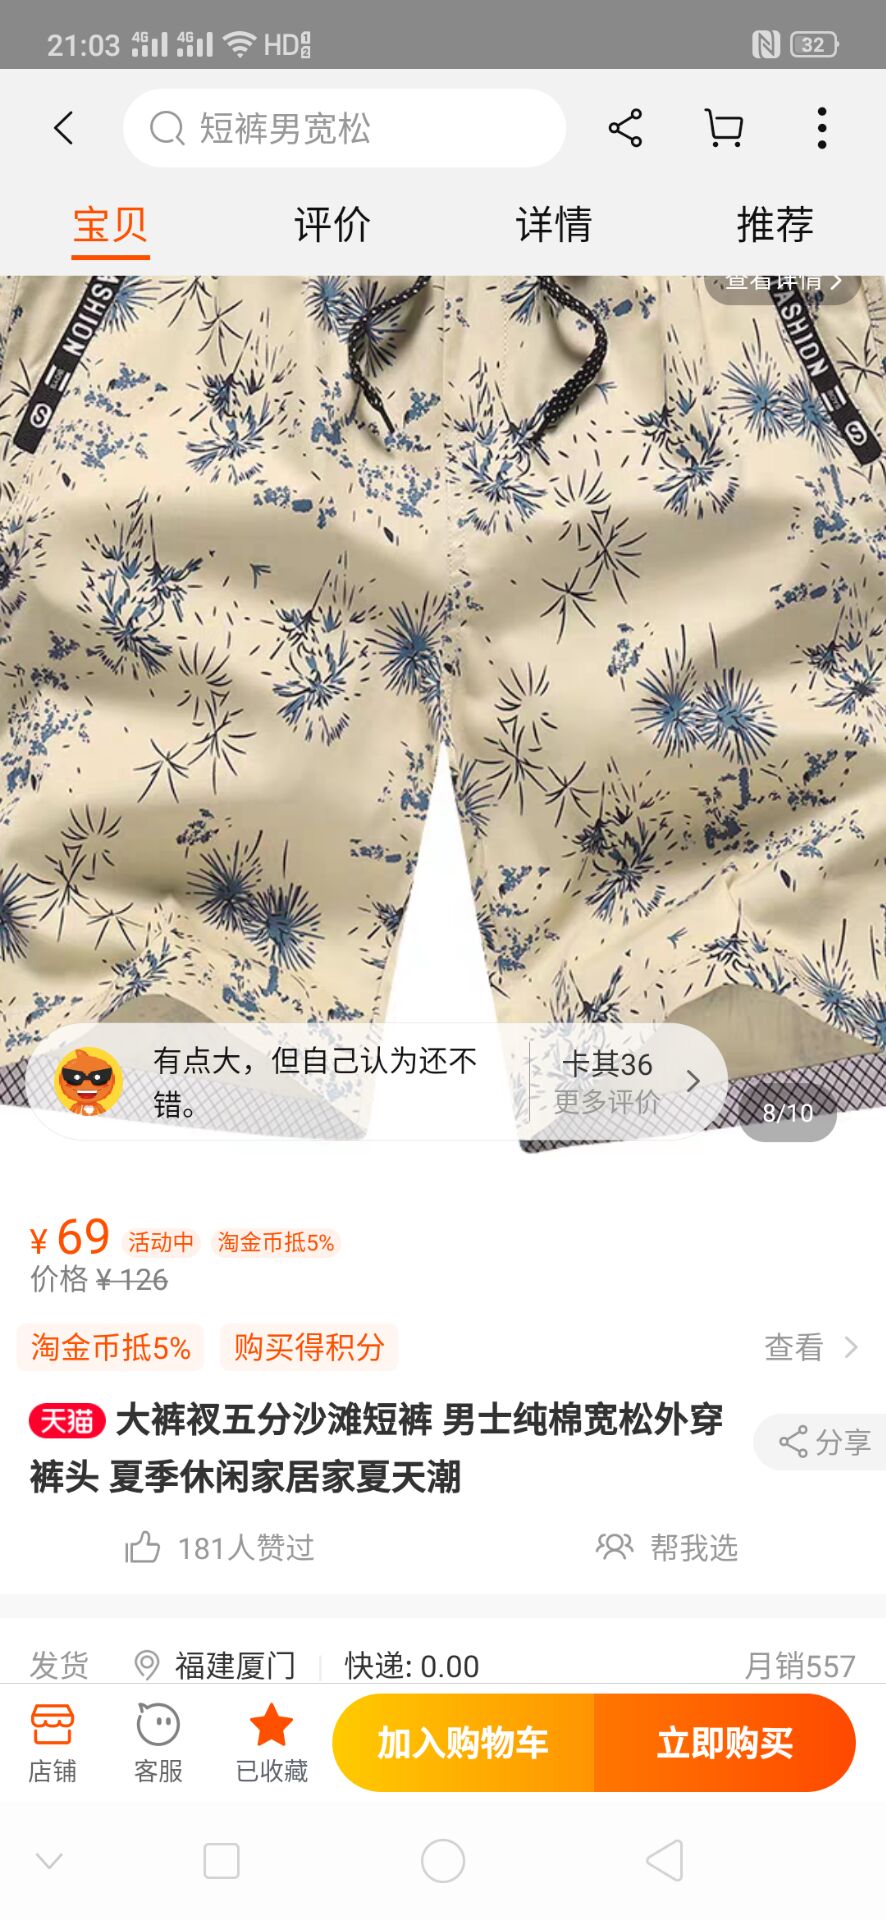 21:03 4G 4G HD 1 2 32
短裤男宽松
宝贝 评价 详情 推荐
查看详情
ASHION
ASHION
有点大，但自己认为还不
错。
卡其36
更多评价
8/10
¥69 活动中 淘金币抵5%
价格 ¥126
淘金币抵5% 购买得积分 查看
天猫 大裤衩五分沙滩短裤 男士纯棉宽松外穿
裤头 夏季休闲家居家夏天潮
分享
181人赞过 帮我选
发货 福建厦门 快递: 0.00 月销557
店铺 客服 已收藏 加入购物车 立即购买